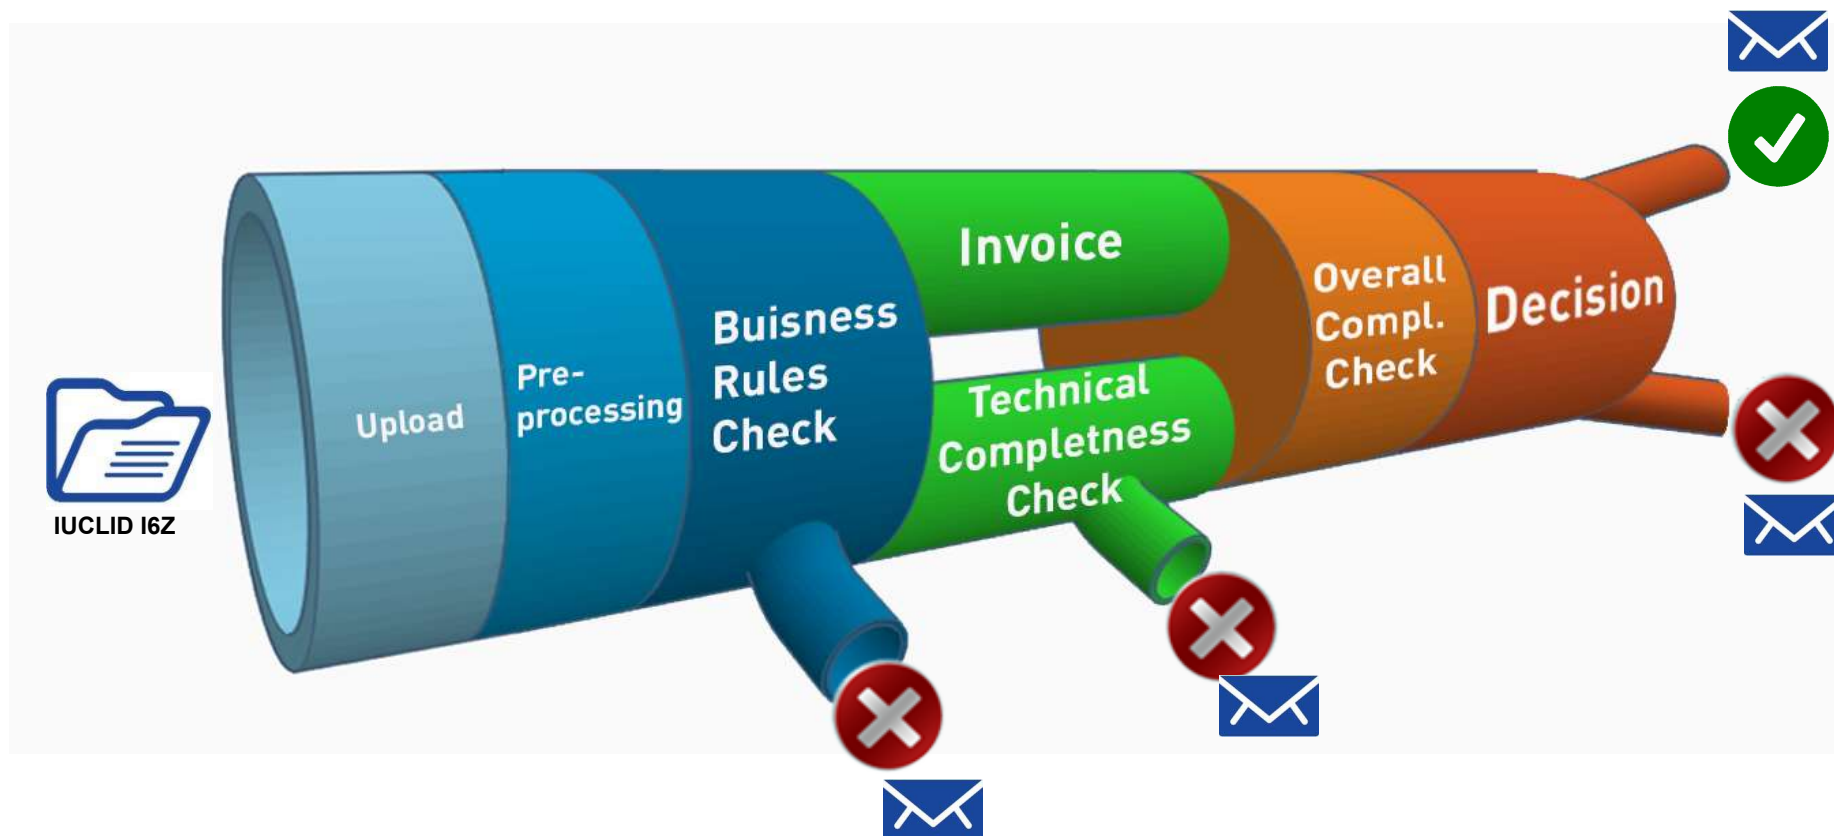 IUCLID I6Z
Upload
Pre-
processing
Buisness
Rules
Check
Invoice
Technical
Completness
Check
Overall
Compl.
Check
Decision